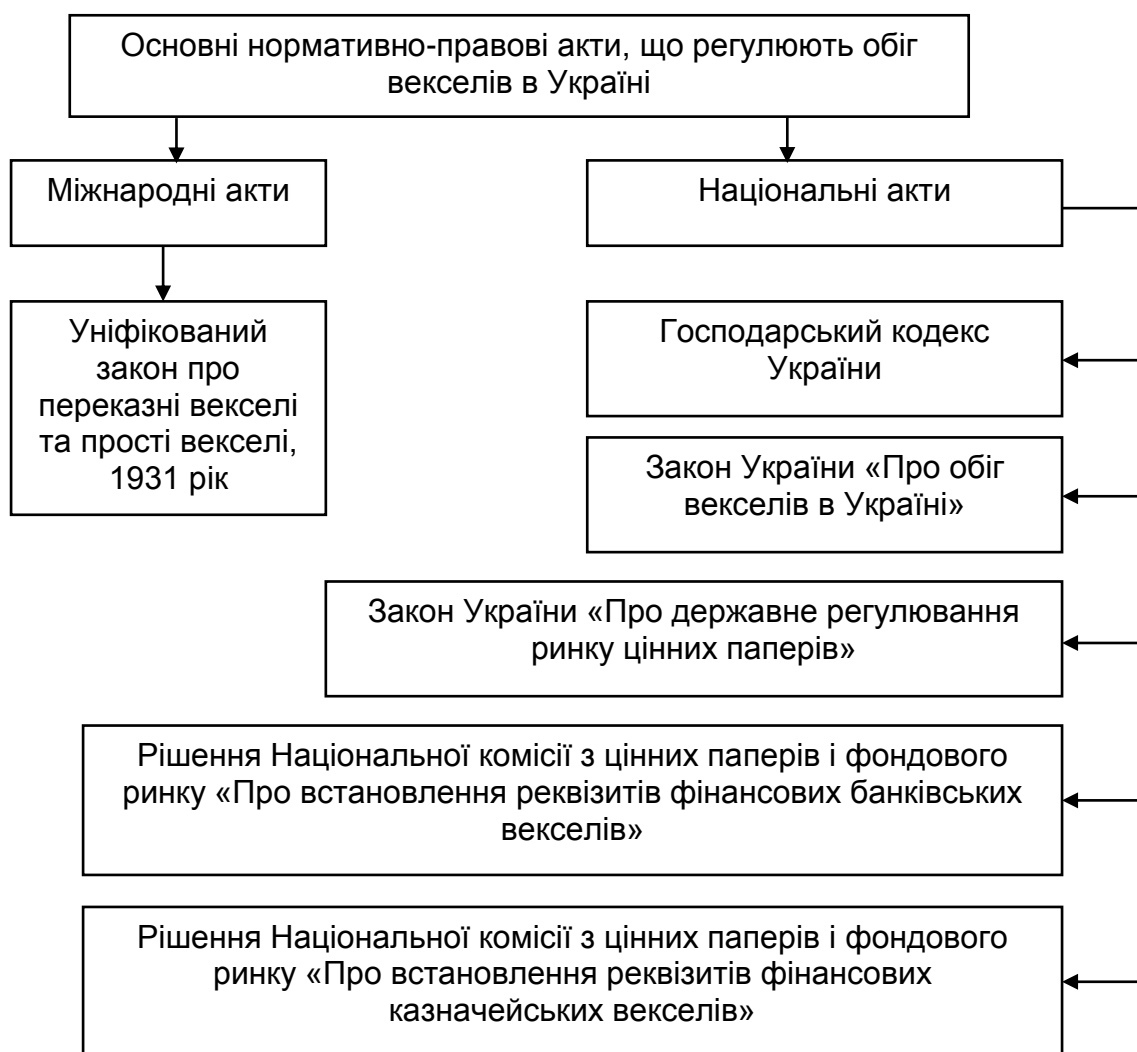 Основні нормативно-правові акти, що регулюють обіг
векселів в Україні
Міжнародні акти
Національні акти
Уніфікований
закон про
переказні векселі
та прості векселі,
1931 рік
Господарський кодекс
України
Закон України «Про обіг
векселів в Україні»
Закон України «Про державне регулювання
ринку цінних паперів»
Рішення Національної комісії з цінних паперів і фондового
ринку «Про встановлення реквізитів фінансових банківських
векселів»
Рішення Національної комісії з цінних паперів і фондового
ринку «Про встановлення реквізитів фінансових
казначейських векселів»